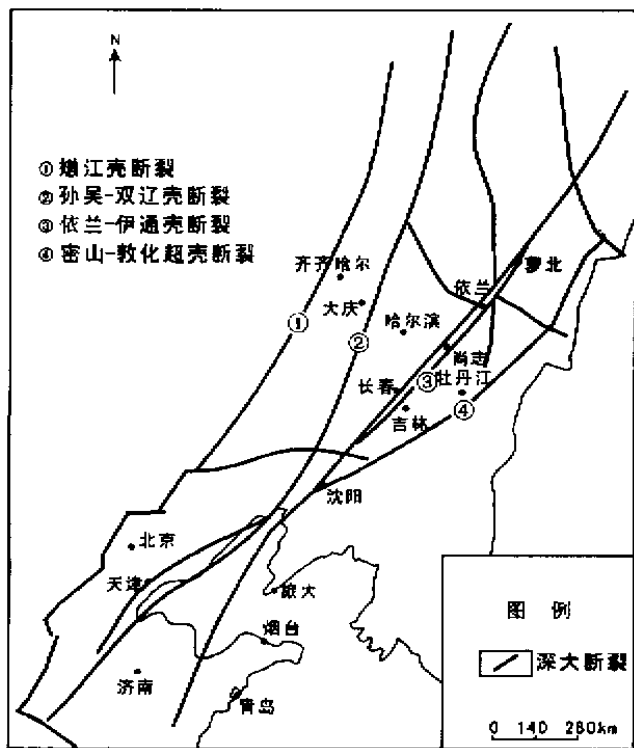 N
①嫩江壳断裂
②孙吴-双辽壳断裂
③依兰-伊通壳断裂
④密山-敦化超壳断裂
齐齐哈尔
萝北
依兰
大庆
哈尔滨
①
②
尚志
长春
③
牡丹江
④
吉林
沈阳
北京
天津
旅大
烟台
济南
青岛
图 例
深大断裂
0 140 280km